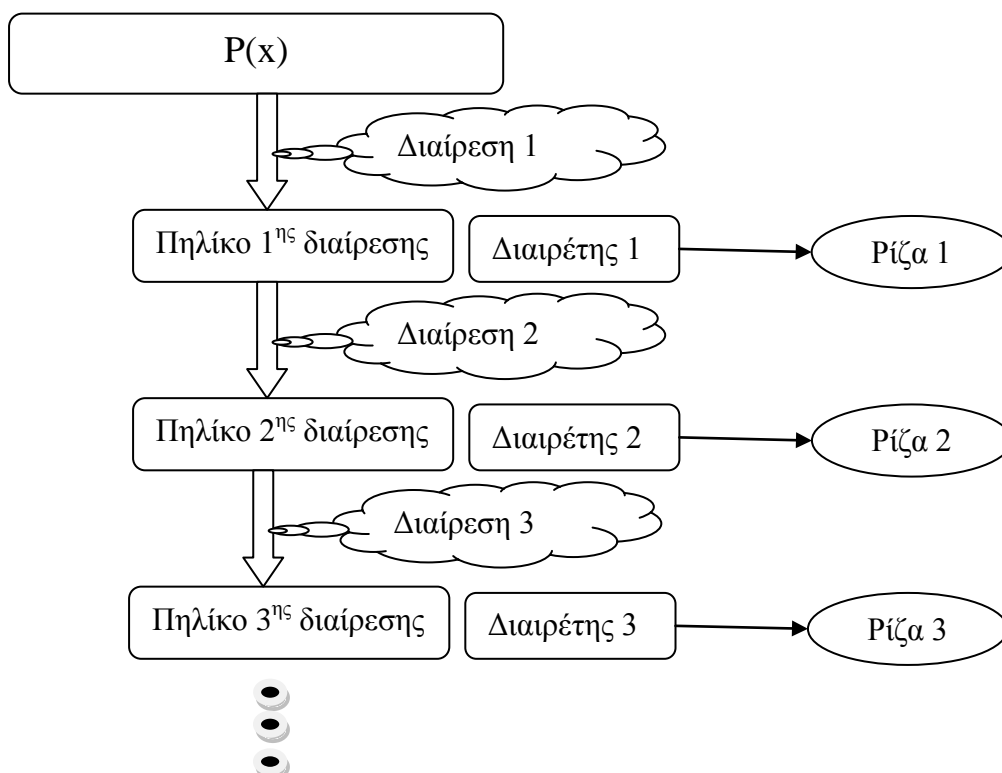 P(x)
Διαίρεση 1
Πηλίκο 1ης διαίρεσης Διαιρέτης 1 Ρίζα 1
Διαίρεση 2
Πηλίκο 2ης διαίρεσης Διαιρέτης 2 Ρίζα 2
Διαίρεση 3
Πηλίκο 3ης διαίρεσης Διαιρέτης 3 Ρίζα 3